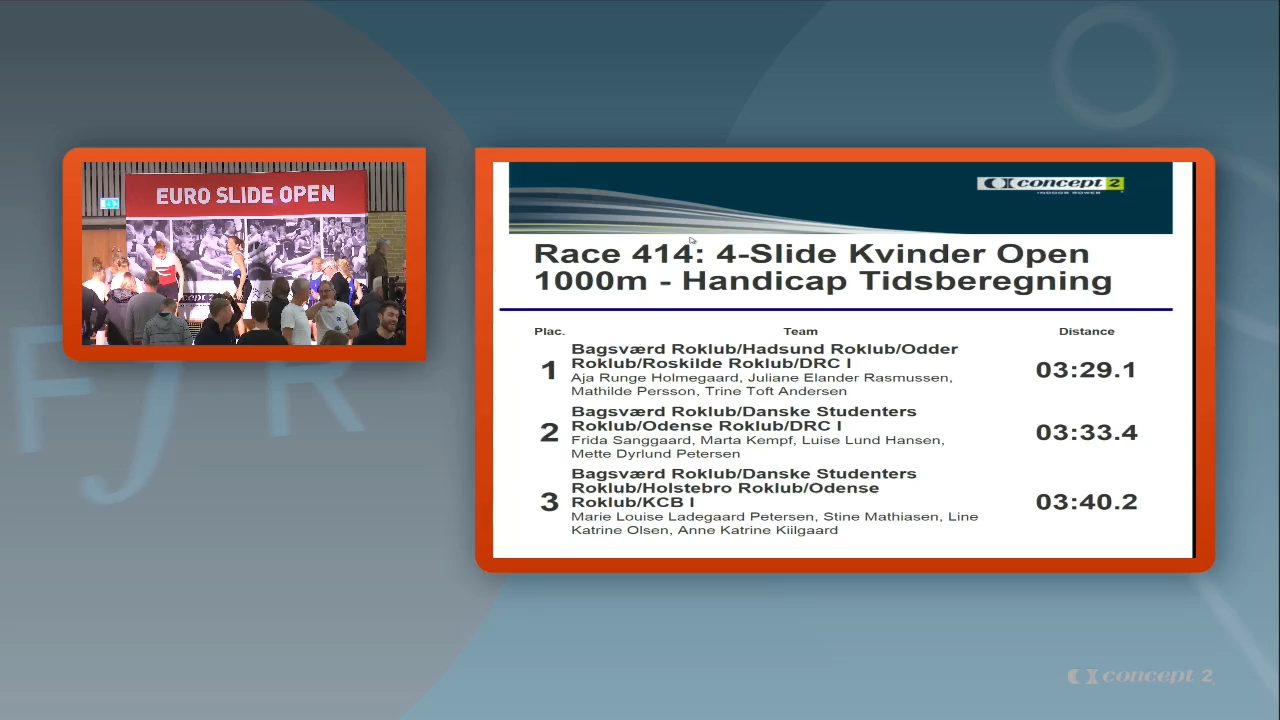 EURO SLIDE OPEN
concept 2
INDOOR ROWER
Race 414: 4-Slide Kvinder Open
1000m - Handicap Tidsberegning
Plac. Team Distance
1 Bagsværd Roklub/Hadsund Roklub/Odder
Roklub/Roskilde Roklub/DRC I 03:29.1
Aja Runge Holmegaard, Juliane Elander Rasmussen,
Mathilde Persson, Trine Toft Andersen
2 Bagsværd Roklub/Danske Studenters
Roklub/Odense Roklub/DRC I 03:33.4
Frida Sanggaard, Marta Kempf, Luise Lund Hansen,
Mette Dyrlund Petersen
3 Bagsværd Roklub/Danske Studenters
Roklub/Holstebro Roklub/Odense
Roklub/KCB I 03:40.2
Marie Louise Ladegaard Petersen, Stine Mathiasen, Line
Katrine Olsen, Anne Katrine Kiilgaard
FJR
concept 2